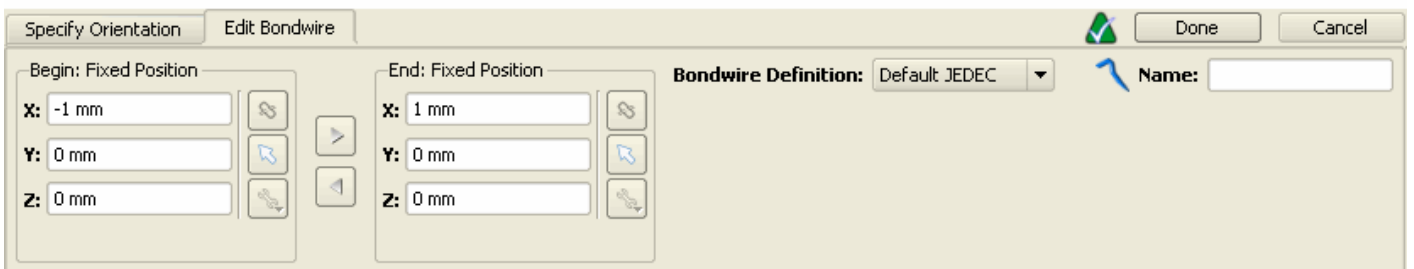 Specify Orientation Edit Bondwire Done Cancel
Begin: Fixed Position End: Fixed Position Bondwire Definition: Default JEDEC Name:
X: -1 mm X: 1 mm
Y: 0 mm Y: 0 mm
Z: 0 mm Z: 0 mm